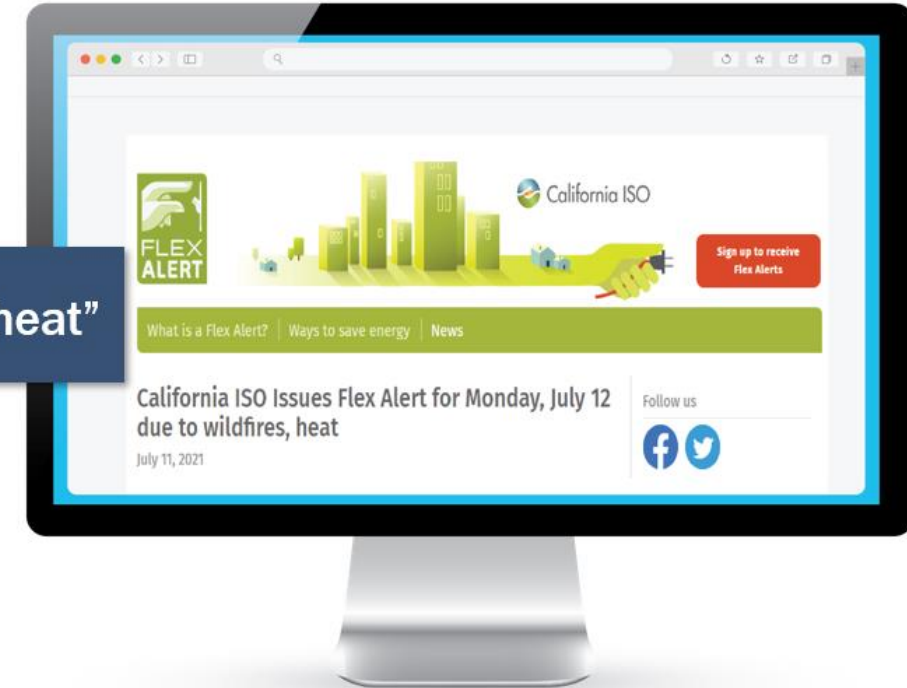 California ISO
FLEX
ALERT
Sign up to receive
Flex Alerts
heat”
What is a Flex Alert? | Ways to save energy | News
California ISO Issues Flex Alert for Monday, July 12
due to wildfires, heat
July 11, 2021
Follow us